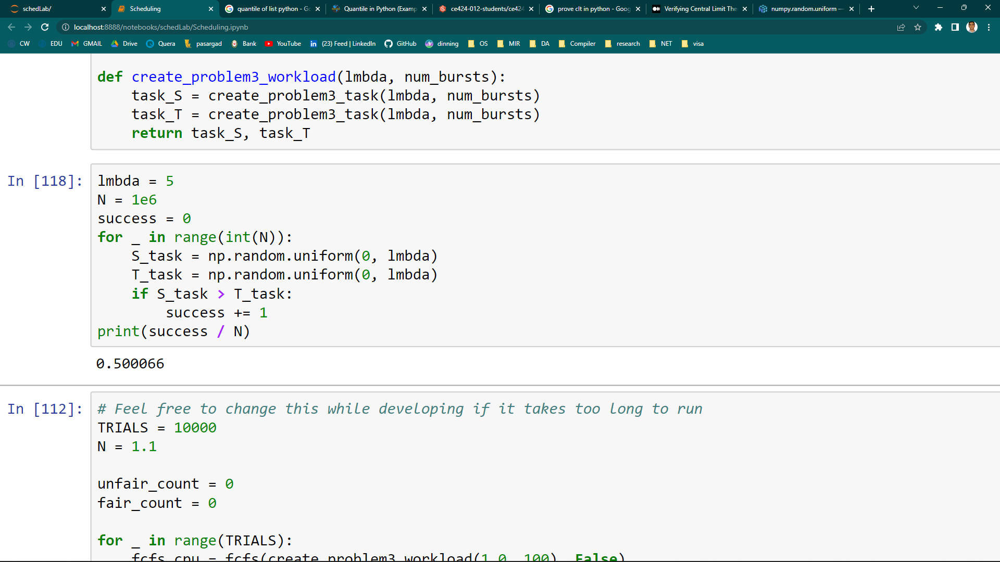 schedLab/
Scheduling
quantile of list python - Go
Quantile in Python (Examp
ce424-012-students/ce424
prove clt in python - Goog
Verifying Central Limit The
numpy.random.uniform —
localhost:8888/notebooks/schedLab/Scheduling.ipynb
CW EDU GMAIL Drive Quera pasargad Bank YouTube (23) Feed | LinkedIn GitHub dinning OS MIR DA Compiler research NET visa
def create_problem3_workload(lmbda, num_bursts):
task_S = create_problem3_task(lmbda, num_bursts)
task_T = create_problem3_task(lmbda, num_bursts)
return task_S, task_T
In [118]:
lmbda = 5
N = 1e6
success = 0
for _ in range(int(N)):
S_task = np.random.uniform(0, lmbda)
T_task = np.random.uniform(0, lmbda)
if S_task > T_task:
success += 1
print(success / N)
0.500066
In [112]:
# Feel free to change this while developing if it takes too long to run
TRIALS = 10000
N = 1.1
unfair_count = 0
fair_count = 0
for _ in range(TRIALS):
fcfs_cpu = fcfs(create_problem3_workload(1.0, 100), False)